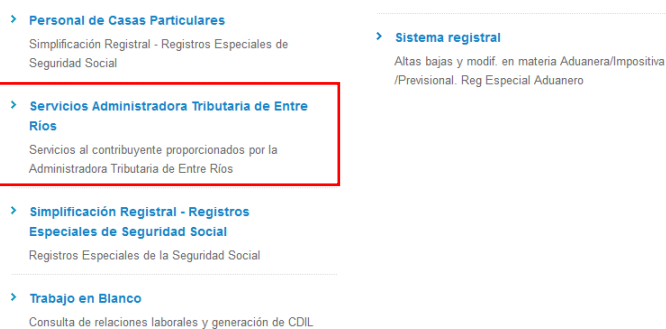 Personal de Casas Particulares
Simplificación Registral - Registros Especiales de
Seguridad Social
Servicios Administradora Tributaria de Entre
Ríos
Servicios al contribuyente proporcionados por la
Administradora Tributaria de Entre Ríos
Simplificación Registral - Registros
Especiales de Seguridad Social
Registros Especiales de la Seguridad Social
Trabajo en Blanco
Consulta de relaciones laborales y generación de CDIL
Sistema registral
Altas bajas y modif. en materia Aduanera/Impositiva
/Previsional. Reg Especial Aduanero